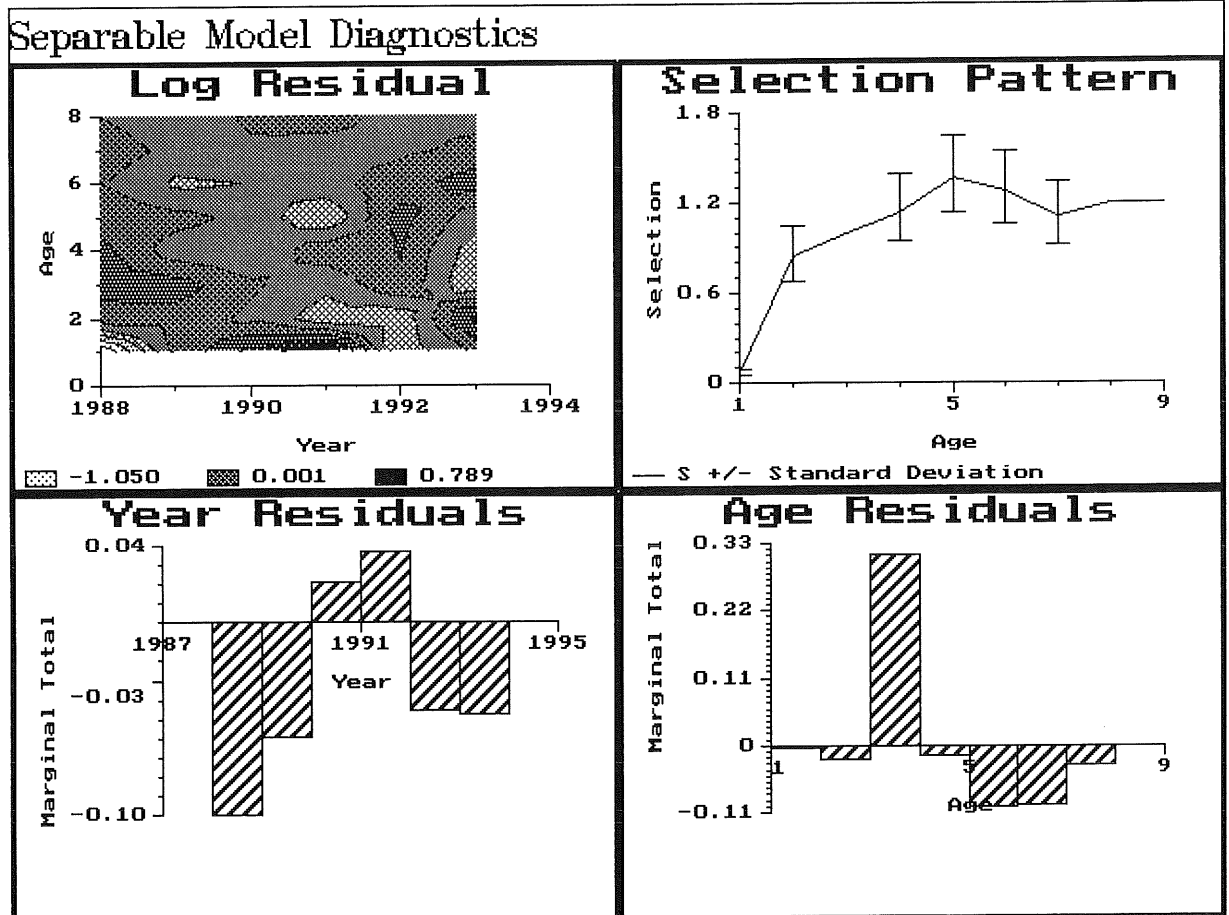 Separable Model Diagnostics
Log Residual
8
6
4
2
0
Age
1988 1990 1992 1994
Year
-1.050 0.001 0.789
Selection Pattern
1.8
1.2
0.6
0
Selection
1 5 9
Age
S +/- Standard Deviation
Year Residuals
0.04
-0.03
-0.10
Marginal Total
1987 1991 1995
Year
Age Residuals
0.33
0.22
0.11
0
-0.11
Marginal Total
1 5 9
Age